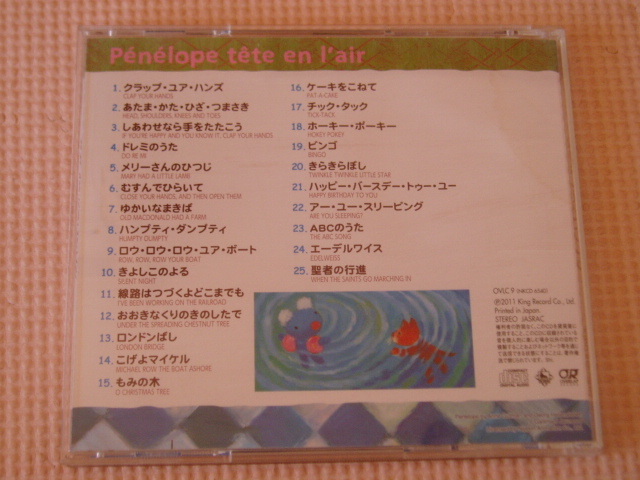 Pénélope tête en l'air
1. クラップ・ユア・ハンズ
CLAP YOUR HANDS
2. あたま・かた・ひざ・つまさき
HEAD, SHOULDERS, KNEES AND TOES
3. しあわせなら手をたたこう
IF YOU'RE HAPPY AND YOU KNOW IT, CLAP YOUR HANDS
4. ドレミのうた
DO RE MI
5. メリーさんのひつじ
MARY HAD A LITTLE LAMB
6. むすんでひらいて
CLOSE YOUR HANDS, AND THEN OPEN THEM
7. ゆかいなまきば
OLD MACDONALD HAD A FARM
8. ハンプティ・ダンプティ
HUMPTY DUMPTY
9. ロウ・ロウ・ロウ・ユア・ボート
ROW, ROW, ROW YOUR BOAT
10. きよしこのよる
SILENT NIGHT
11. 線路はつづくよどこまでも
I'VE BEEN WORKING ON THE RAILROAD
12. おおきなくりのきのしたで
UNDER THE SPREADING CHESTNUT TREE
13. ロンドンばし
LONDON BRIDGE
14. こげよマイケル
MICHAEL ROW THE BOAT ASHORE
15. もみの木
O CHRISTMAS TREE
16. ケーキをこねて
PAT-A-CAKE
17. チック・タック
TICK-TACK
18. ホーキー・ポーキー
HOKEY POKEY
19. ビンゴ
BINGO
20. きらきらぼし
TWINKLE TWINKLE LITTLE STAR
21. ハッピー・バースデー・トゥー・ユー
HAPPY BIRTHDAY TO YOU
22. アー・ユー・スリーピング
ARE YOU SLEEPING?
23. ABCのうた
THE ABC SONG
24. エーデルワイス
EDELWEISS
25. 聖者の行進
WHEN THE SAINTS GO MARCHING IN
OVLC 9
℗2011 King Record Co., Ltd.
Printed in Japan.
STEREO JASRAC